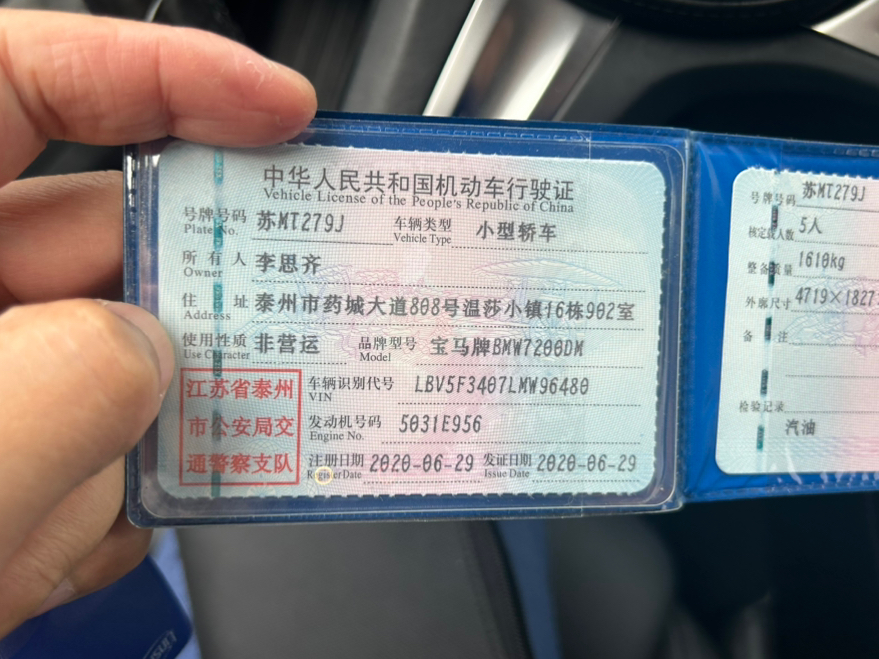 中华人民共和国机动车行驶证
Vehicle License of the People's Republic of China
号牌号码 苏MT279J 车辆类型 小型轿车
Plate No. Vehicle Type
所有人 李思齐
Owner
住址 泰州市药城大道808号温莎小镇16栋902室
Address
使用性质 非营运 品牌型号 宝马牌BMW7200DM
Use Character Model
江苏省泰州
市公安局交
通警察支队
车辆识别代号 LBV5F3407LMW96480
VIN
发动机号码 5031E956
Engine No.
注册日期 2020-06-29 发证日期 2020-06-29
Register Date Issue Date
号牌号码 苏MT279J
核定载人数 5人
整备质量 1610kg
外廓尺寸 4719×1827
备注
检验记录
汽油